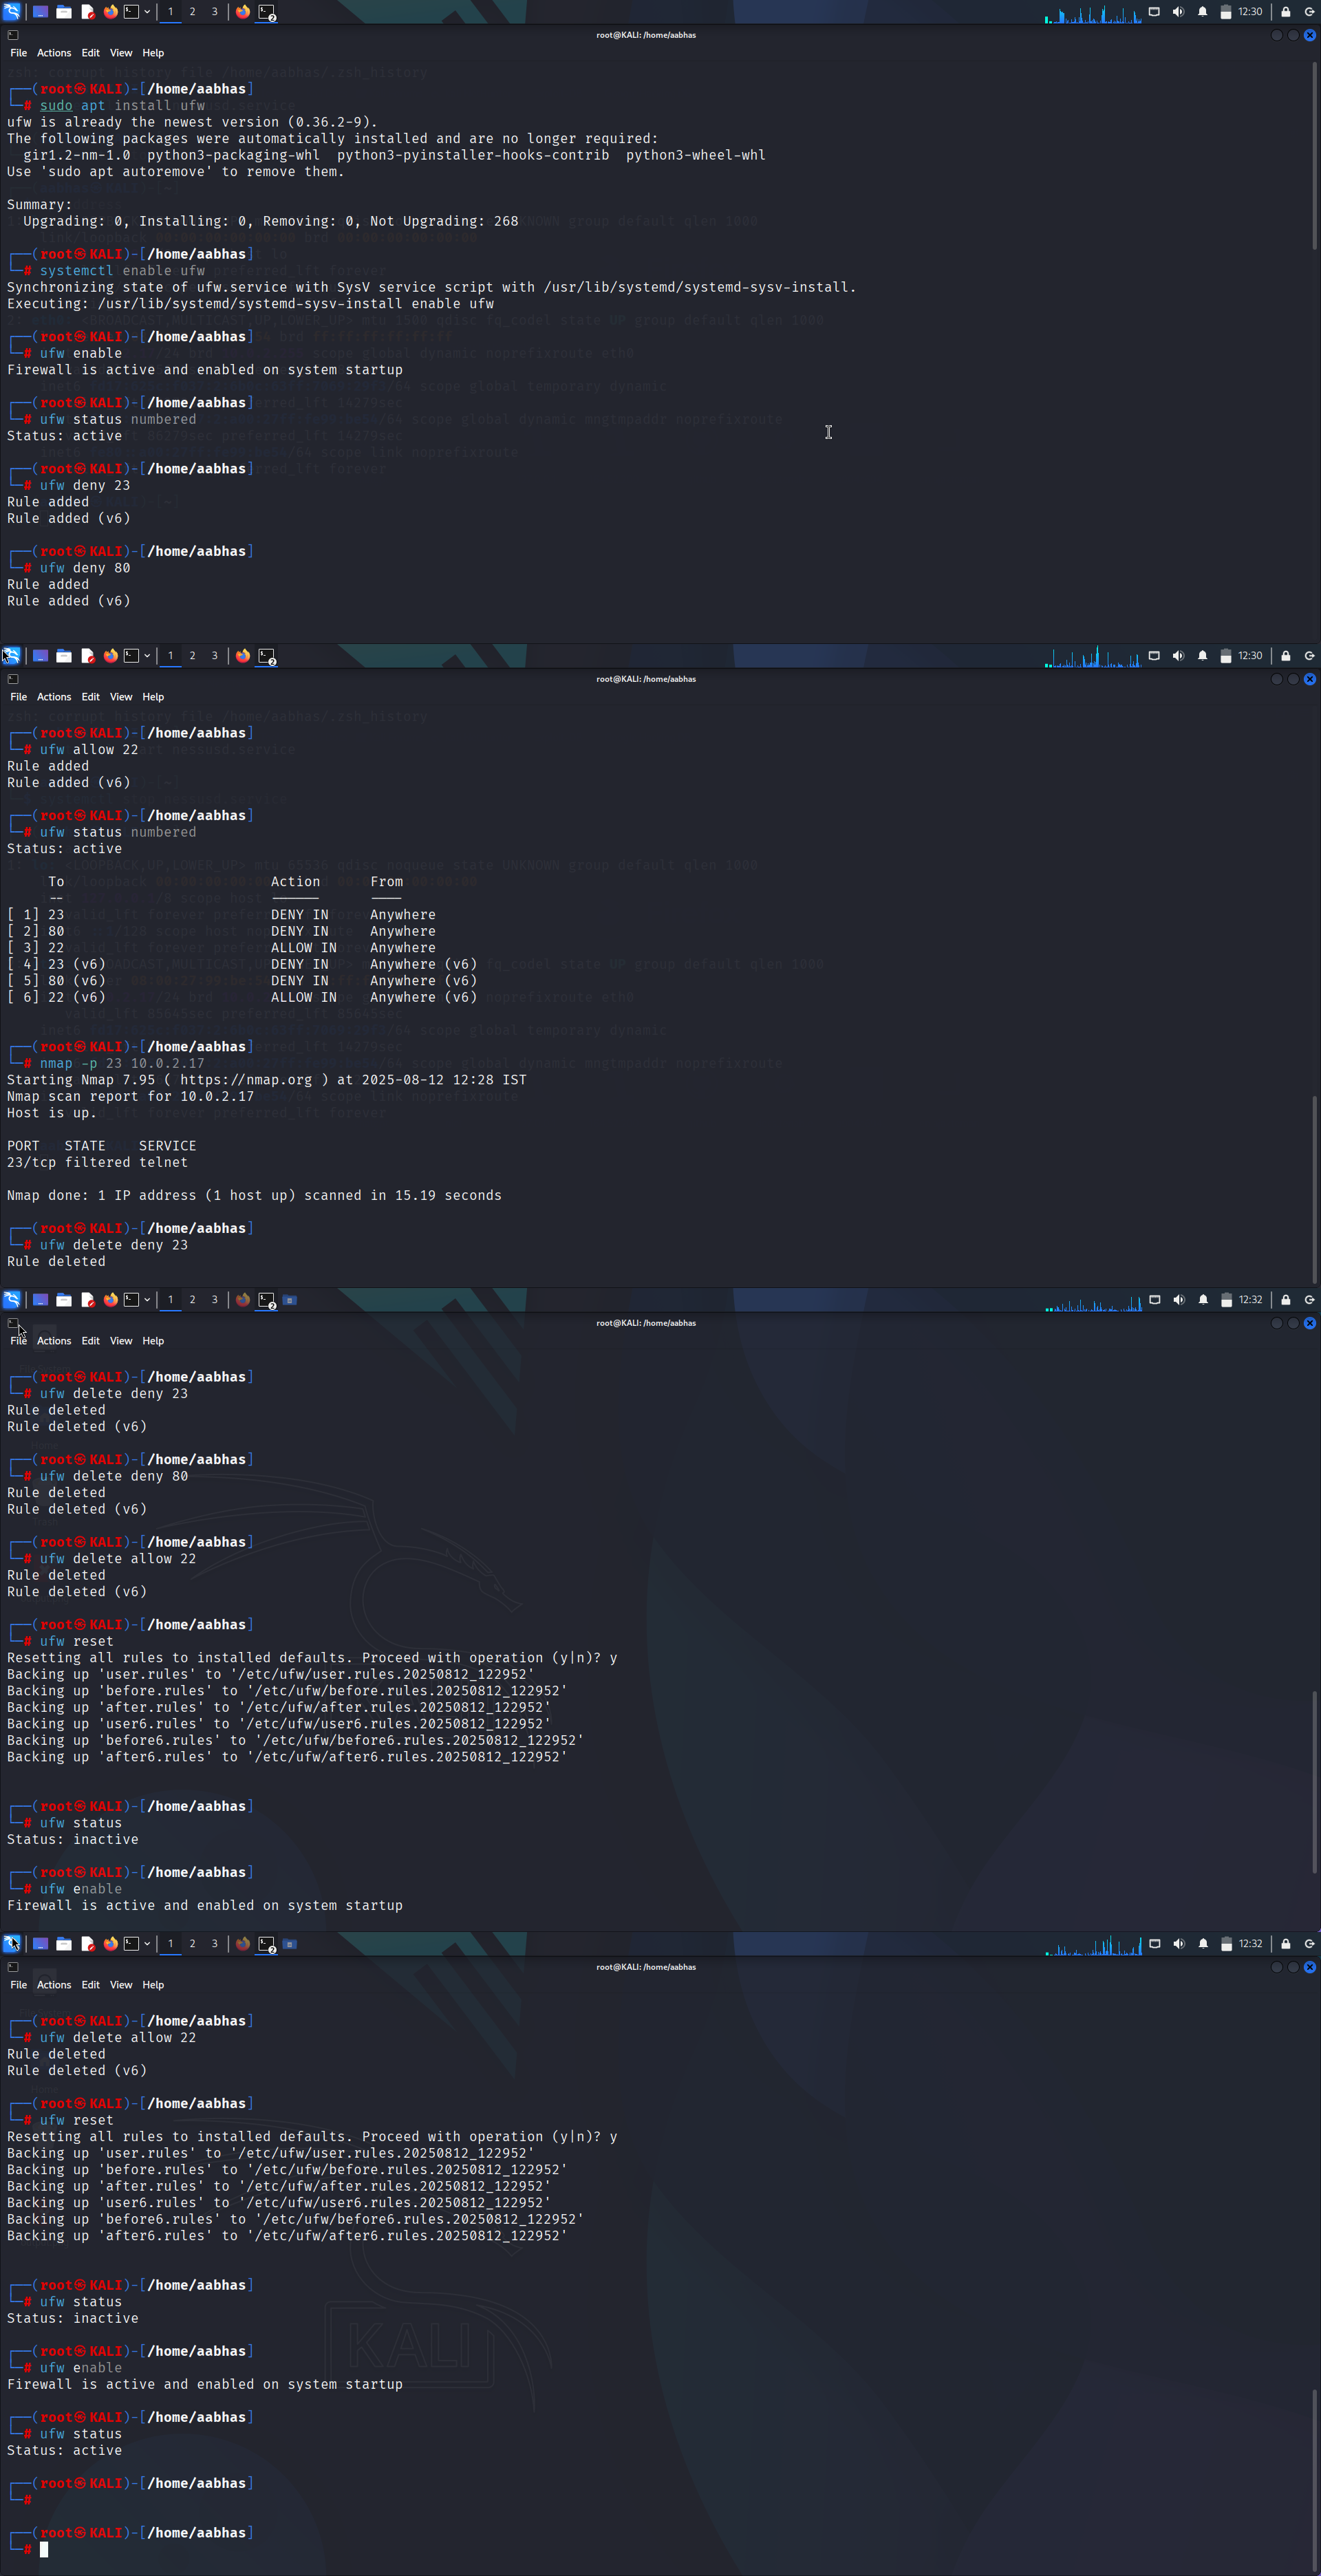 1 2 3 12:30
root@KALI: /home/aabhas
File Actions Edit View Help
zsh: corrupt history file /home/aabhas/.zsh_history
┌──(root㉿KALI)-[/home/aabhas]
└─# sudo apt install ufw
ufw is already the newest version (0.36.2-9).
The following packages were automatically installed and are no longer required:
gir1.2-nm-1.0 python3-packaging-whl python3-pyinstaller-hooks-contrib python3-wheel-whl
Use 'sudo apt autoremove' to remove them.
Summary:
Upgrading: 0, Installing: 0, Removing: 0, Not Upgrading: 268
┌──(root㉿KALI)-[/home/aabhas]
└─# systemctl enable ufw
Synchronizing state of ufw.service with SysV service script with /usr/lib/systemd/systemd-sysv-install.
Executing: /usr/lib/systemd/systemd-sysv-install enable ufw
┌──(root㉿KALI)-[/home/aabhas]
└─# ufw enable
Firewall is active and enabled on system startup
┌──(root㉿KALI)-[/home/aabhas]
└─# ufw status numbered
Status: active
┌──(root㉿KALI)-[/home/aabhas]
└─# ufw deny 23
Rule added
Rule added (v6)
┌──(root㉿KALI)-[/home/aabhas]
└─# ufw deny 80
Rule added
Rule added (v6)
1 2 3 12:30
root@KALI: /home/aabhas
File Actions Edit View Help
zsh: corrupt history file /home/aabhas/.zsh_history
┌──(root㉿KALI)-[/home/aabhas]
└─# ufw allow 22
Rule added
Rule added (v6)
┌──(root㉿KALI)-[/home/aabhas]
└─# ufw status numbered
Status: active
To Action From
-- ------ ----
[ 1] 23 DENY IN Anywhere
[ 2] 80 DENY IN Anywhere
[ 3] 22 ALLOW IN Anywhere
[ 4] 23 (v6) DENY IN Anywhere (v6)
[ 5] 80 (v6) DENY IN Anywhere (v6)
[ 6] 22 (v6) ALLOW IN Anywhere (v6)
┌──(root㉿KALI)-[/home/aabhas]
└─# nmap -p 23 10.0.2.17
Starting Nmap 7.95 ( https://nmap.org ) at 2025-08-12 12:28 IST
Nmap scan report for 10.0.2.17
Host is up.
PORT STATE SERVICE
23/tcp filtered telnet
Nmap done: 1 IP address (1 host up) scanned in 15.19 seconds
┌──(root㉿KALI)-[/home/aabhas]
└─# ufw delete deny 23
Rule deleted
1 2 3 12:32
root@KALI: /home/aabhas
File Actions Edit View Help
┌──(root㉿KALI)-[/home/aabhas]
└─# ufw delete deny 23
Rule deleted
Rule deleted (v6)
┌──(root㉿KALI)-[/home/aabhas]
└─# ufw delete deny 80
Rule deleted
Rule deleted (v6)
┌──(root㉿KALI)-[/home/aabhas]
└─# ufw delete allow 22
Rule deleted
Rule deleted (v6)
┌──(root㉿KALI)-[/home/aabhas]
└─# ufw reset
Resetting all rules to installed defaults. Proceed with operation (y|n)? y
Backing up 'user.rules' to '/etc/ufw/user.rules.20250812_122952'
Backing up 'before.rules' to '/etc/ufw/before.rules.20250812_122952'
Backing up 'after.rules' to '/etc/ufw/after.rules.20250812_122952'
Backing up 'user6.rules' to '/etc/ufw/user6.rules.20250812_122952'
Backing up 'before6.rules' to '/etc/ufw/before6.rules.20250812_122952'
Backing up 'after6.rules' to '/etc/ufw/after6.rules.20250812_122952'
┌──(root㉿KALI)-[/home/aabhas]
└─# ufw status
Status: inactive
┌──(root㉿KALI)-[/home/aabhas]
└─# ufw enable
Firewall is active and enabled on system startup
1 2 3 12:32
root@KALI: /home/aabhas
File Actions Edit View Help
┌──(root㉿KALI)-[/home/aabhas]
└─# ufw delete allow 22
Rule deleted
Rule deleted (v6)
┌──(root㉿KALI)-[/home/aabhas]
└─# ufw reset
Resetting all rules to installed defaults. Proceed with operation (y|n)? y
Backing up 'user.rules' to '/etc/ufw/user.rules.20250812_122952'
Backing up 'before.rules' to '/etc/ufw/before.rules.20250812_122952'
Backing up 'after.rules' to '/etc/ufw/after.rules.20250812_122952'
Backing up 'user6.rules' to '/etc/ufw/user6.rules.20250812_122952'
Backing up 'before6.rules' to '/etc/ufw/before6.rules.20250812_122952'
Backing up 'after6.rules' to '/etc/ufw/after6.rules.20250812_122952'
┌──(root㉿KALI)-[/home/aabhas]
└─# ufw status
Status: inactive
┌──(root㉿KALI)-[/home/aabhas]
└─# ufw enable
Firewall is active and enabled on system startup
┌──(root㉿KALI)-[/home/aabhas]
└─# ufw status
Status: active
┌──(root㉿KALI)-[/home/aabhas]
└─#
┌──(root㉿KALI)-[/home/aabhas]
└─#
KALI